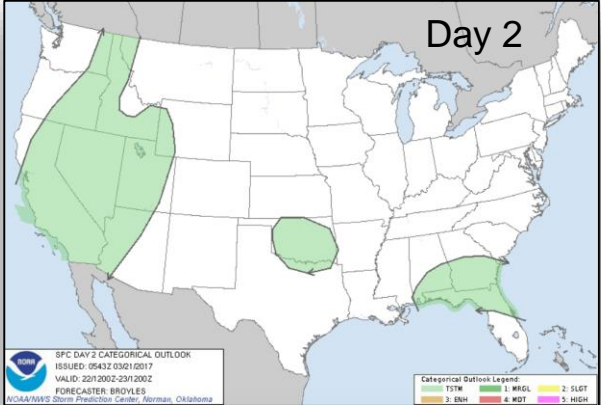 Day 2
NOAA
SPC DAY 2 CATEGORICAL OUTLOOK
ISSUED: 0543Z 03/21/2017
VALID: 22/1200Z-23/1200Z
FORECASTER: BROYLES
NOAA/NWS Storm Prediction Center, Norman, Oklahoma
Categorical Outlook Legend:
TSTM 1: MRGL 2: SLGT
3: ENH 4: MDT 5: HIGH